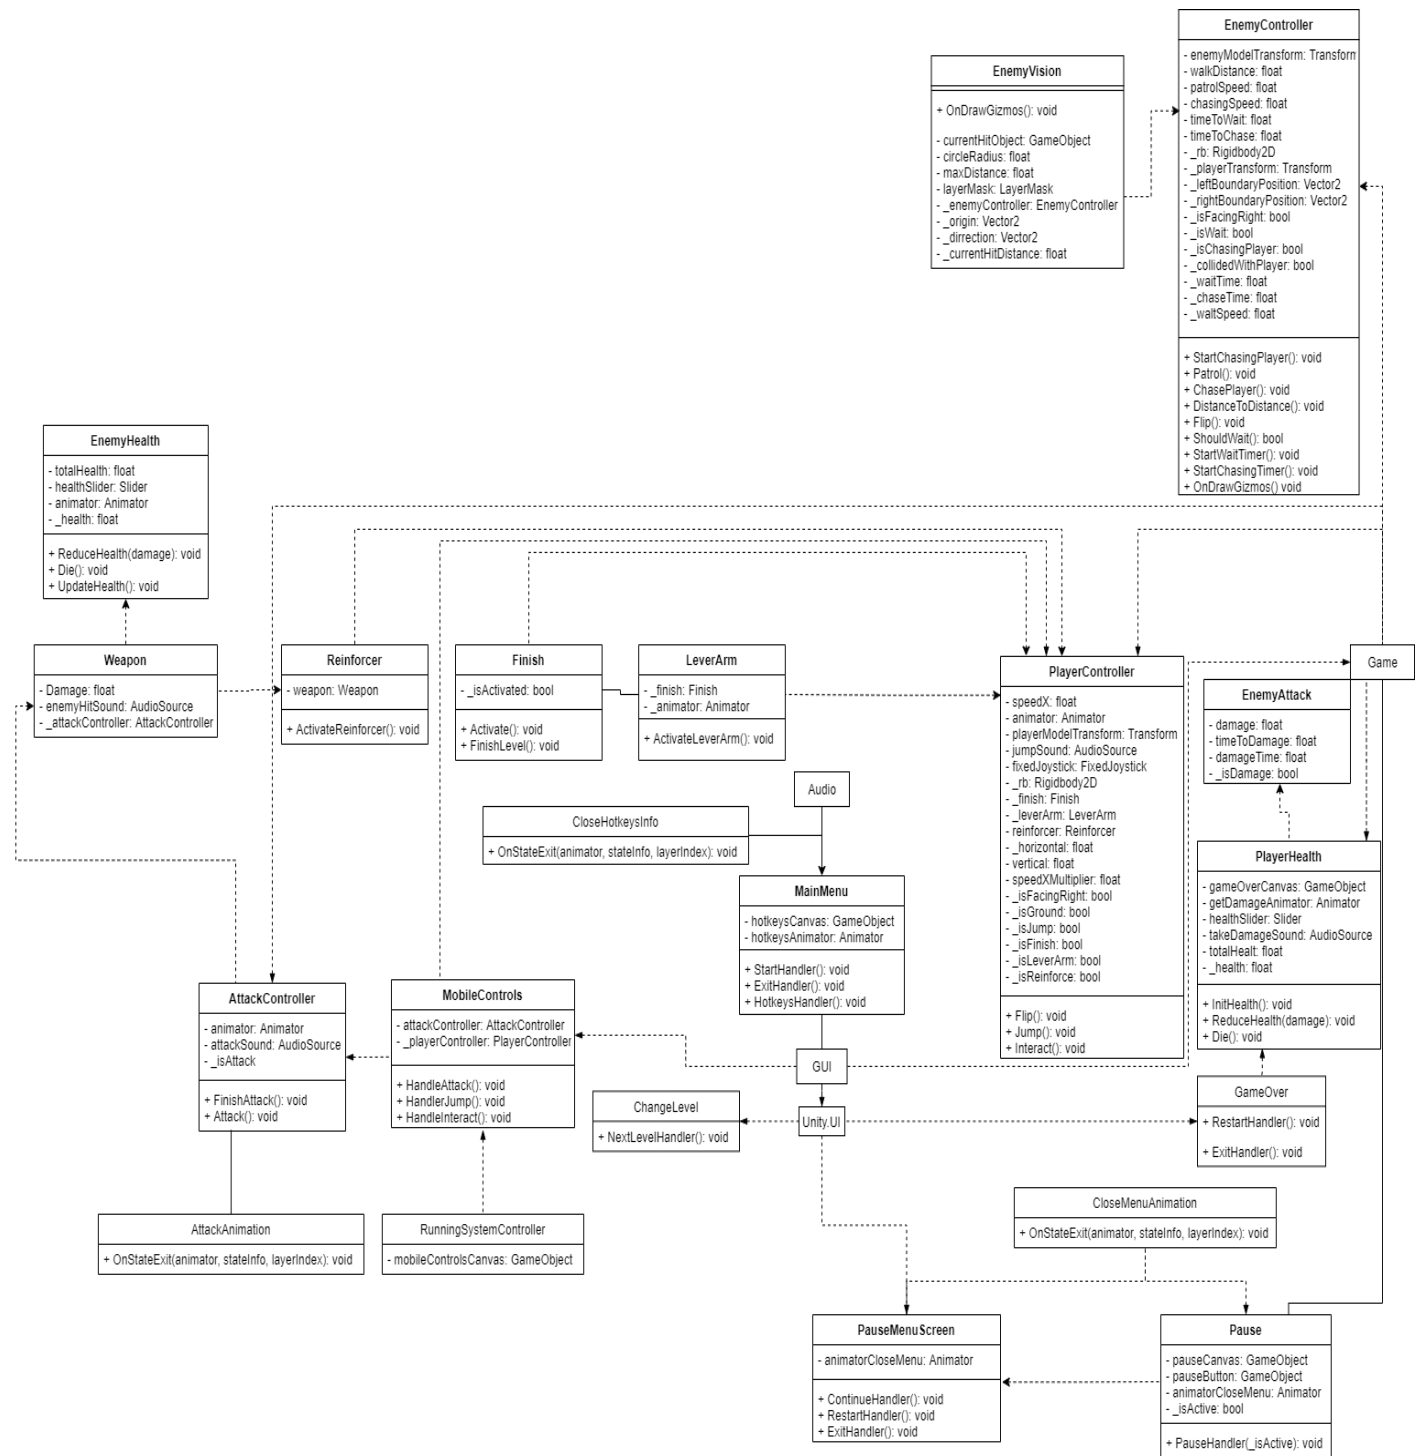 EnemyController
- enemyModelTransform: Transform
- walkDistance: float
- patrolSpeed: float
- chasingSpeed: float
- timeToWait: float
- timeToChase: float
- _rb: Rigidbody2D
- _playerTransform: Transform
- _leftBoundaryPosition: Vector2
- _rightBoundaryPosition: Vector2
- _isFacingRight: bool
- _isWait: bool
- _isChasingPlayer: bool
- _collidedWithPlayer: bool
- _waitTime: float
- _chaseTime: float
- _waltSpeed: float
+ StartChasingPlayer(): void
+ Patrol(): void
+ ChasePlayer(): void
+ DistanceToDistance(): void
+ Flip(): void
+ ShouldWait(): bool
+ StartWaitTimer(): void
+ StartChasingTimer(): void
+ OnDrawGizmos() void
EnemyVision
+ OnDrawGizmos(): void
- currentHitObject: GameObject
- circleRadius: float
- maxDistance: float
- layerMask: LayerMask
- _enemyController: EnemyController
- _origin: Vector2
- _dirrection: Vector2
- _currentHitDistance: float
EnemyHealth
- totalHealth: float
- healthSlider: Slider
- animator: Animator
- _health: float
+ ReduceHealth(damage): void
+ Die(): void
+ UpdateHealth(): void
Weapon
- Damage: float
- enemyHitSound: AudioSource
- _attackController: AttackController
Reinforcer
- weapon: Weapon
+ ActivateReinforcer(): void
Finish
- _isActivated: bool
+ Activate(): void
+ FinishLevel(): void
LeverArm
- _finish: Finish
- _animator: Animator
+ ActivateLeverArm(): void
PlayerController
- speedX: float
- animator: Animator
- playerModelTransform: Transform
- jumpSound: AudioSource
- fixedJoystick: FixedJoystick
- _rb: Rigidbody2D
- _finish: Finish
- _leverArm: LeverArm
- reinforcer: Reinforcer
- _horizontal: float
- vertical: float
- speedXMultiplier: float
- _isFacingRight: bool
- _isGround: bool
- _isJump: bool
- _isFinish: bool
- _isLeverArm: bool
- _isReinforce: bool
+ Flip(): void
+ Jump(): void
+ Interact(): void
Game
EnemyAttack
- damage: float
- timeToDamage: float
- damageTime: float
- _isDamage: bool
Audio
CloseHotkeysInfo
+ OnStateExit(animator, stateInfo, layerIndex): void
MainMenu
- hotkeysCanvas: GameObject
- hotkeysAnimator: Animator
+ StartHandler(): void
+ ExitHandler(): void
+ HotkeysHandler(): void
PlayerHealth
- gameOverCanvas: GameObject
- getDamageAnimator: Animator
- healthSlider: Slider
- takeDamageSound: AudioSource
- totalHealt: float
- _health: float
+ InitHealth(): void
+ ReduceHealth(damage): void
+ Die(): void
AttackController
- animator: Animator
- attackSound: AudioSource
- _isAttack
+ FinishAttack(): void
+ Attack(): void
MobileControls
- attackController: AttackController
- _playerController: PlayerController
+ HandleAttack(): void
+ HandlerJump(): void
+ HandleInteract(): void
GUI
ChangeLevel
+ NextLevelHandler(): void
Unity.UI
GameOver
+ RestartHandler(): void
+ ExitHandler(): void
AttackAnimation
+ OnStateExit(animator, stateInfo, layerIndex): void
RunningSystemController
- mobileControlsCanvas: GameObject
CloseMenuAnimation
+ OnStateExit(animator, stateInfo, layerIndex): void
PauseMenuScreen
- animatorCloseMenu: Animator
+ ContinueHandler(): void
+ RestartHandler(): void
+ ExitHandler(): void
Pause
- pauseCanvas: GameObject
- pauseButton: GameObject
- animatorCloseMenu: Animator
- _isActive: bool
+ PauseHandler(_isActive): void